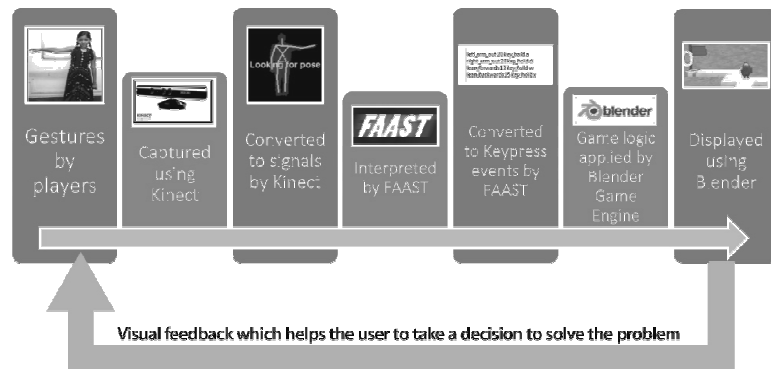 Gestures
by
players
Captured
using
Kinect
Looking for pose
Converted
to signals
by Kinect
FAAST
Interpreted
by FAAST
Converted
to Keypress
events by
FAAST
blender
Game logic
applied by
Blender
Game
Engine
Displayed
using
Blender
Visual feedback which helps the user to take a decision to solve the problem